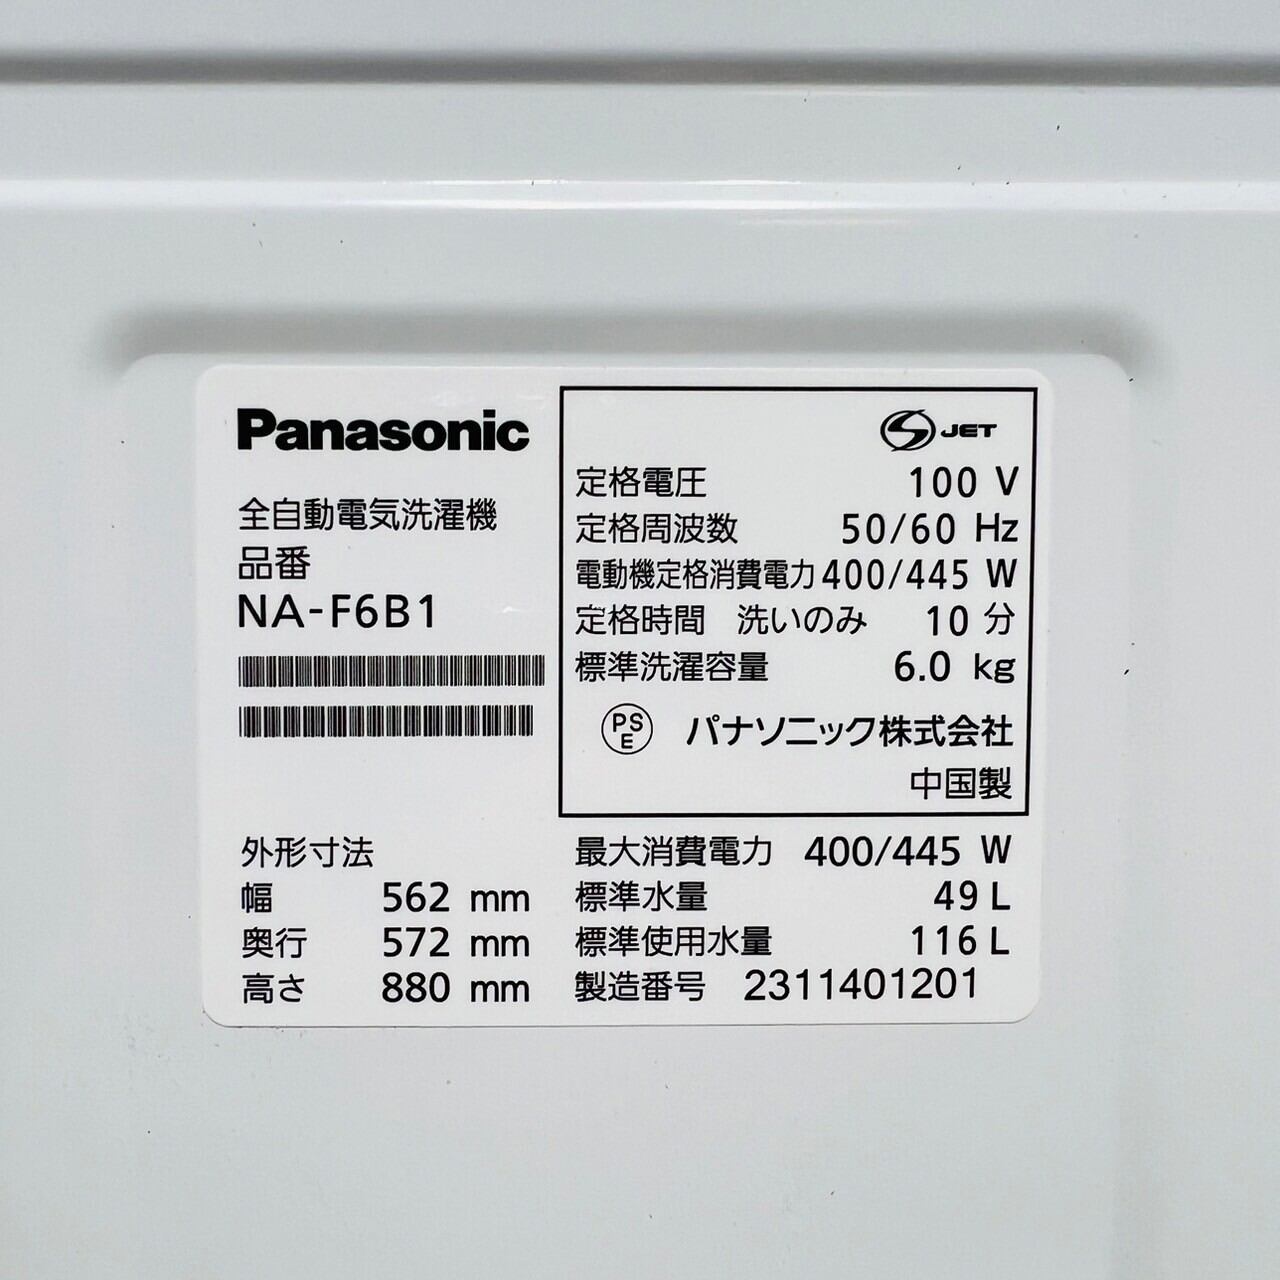 Panasonic
全自動電気洗濯機
品番
NA-F6B1
JET
定格電圧 100 V
定格周波数 50/60 Hz
電動機定格消費電力 400/445 W
定格時間 洗いのみ 10 分
標準洗濯容量 6.0 kg
PSE パナソニック株式会社
中国製
外形寸法
幅 562 mm
奥行 572 mm
高さ 880 mm
最大消費電力 400/445 W
標準水量 49 L
標準使用水量 116 L
製造番号 2311401201